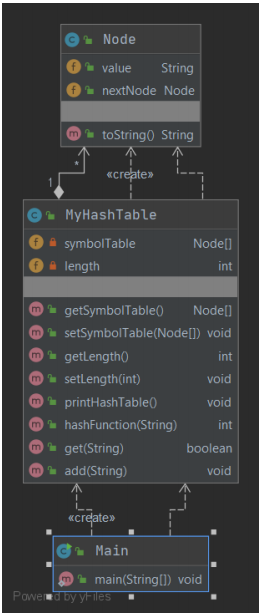 Node
value String
nextNode Node
toString() String
1 *
«create»
MyHashTable
symbolTable Node[]
length int
getSymbolTable() Node[]
setSymbolTable(Node[]) void
getLength() int
setLength(int) void
printHashTable() void
hashFunction(String) int
get(String) boolean
add(String) void
«create»
Main
main(String[]) void
Powered by yFiles